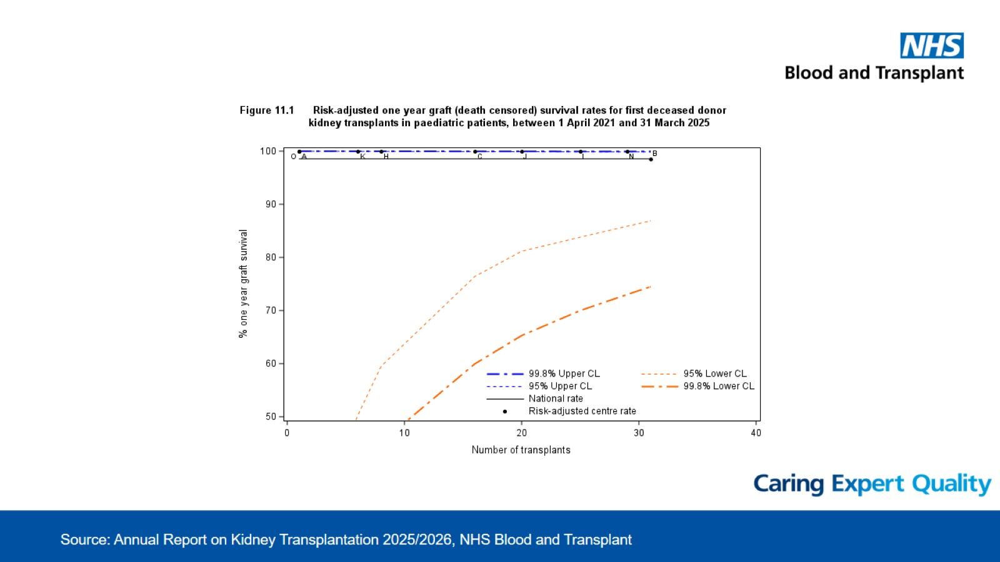 NHS
Blood and Transplant
Figure 11.1 Risk-adjusted one year graft (death censored) survival rates for first deceased donor
kidney transplants in paediatric patients, between 1 April 2021 and 31 March 2025
% one year graft survival
100
90
80
70
60
50
O A K H C J I N B
99.8% Upper CL 95% Lower CL
95% Upper CL 99.8% Lower CL
National rate
Risk-adjusted centre rate
0 10 20 30 40
Number of transplants
Caring Expert Quality
Source: Annual Report on Kidney Transplantation 2025/2026, NHS Blood and Transplant